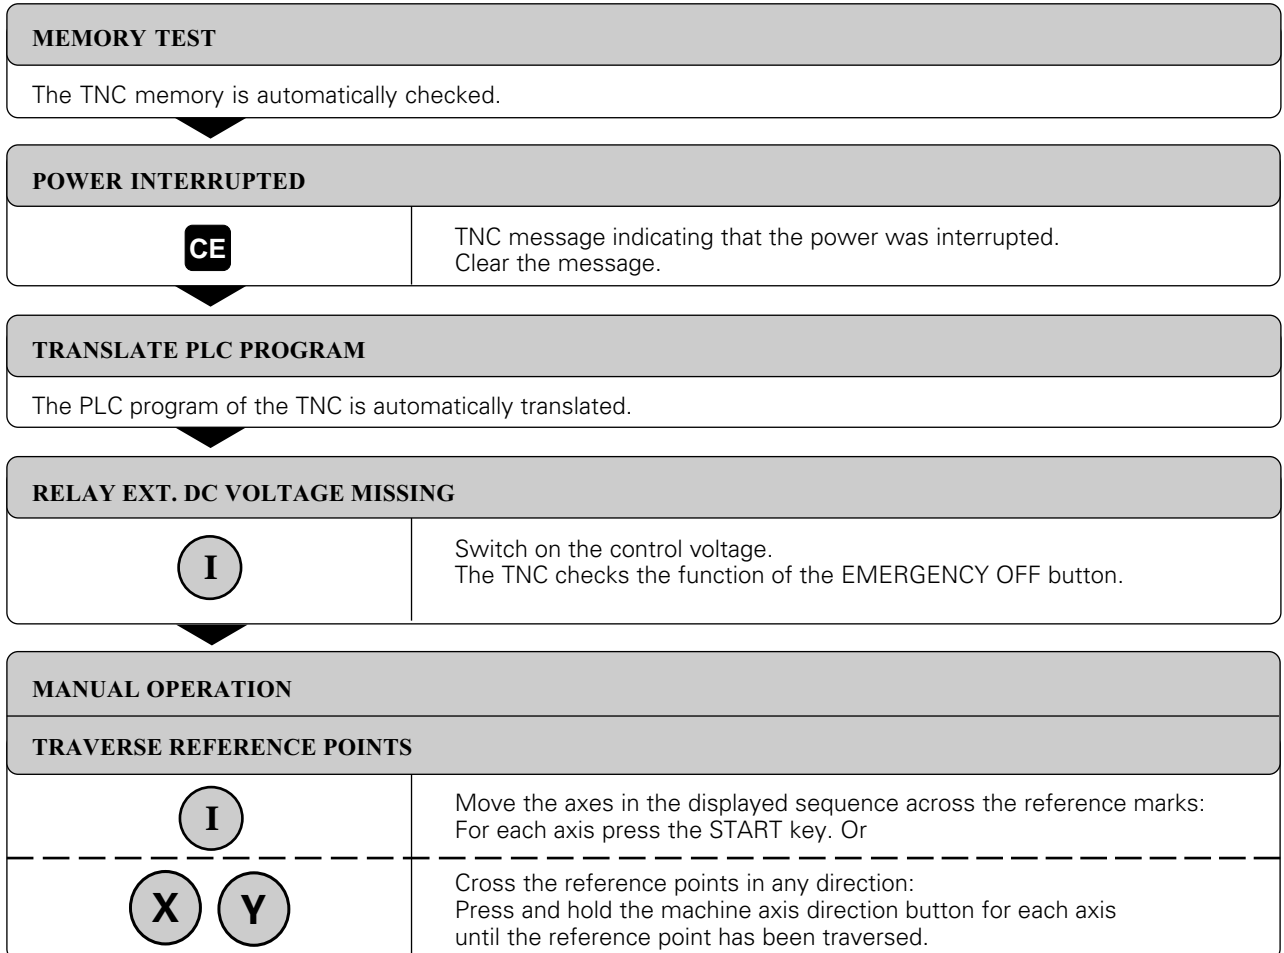 MEMORY TEST
The TNC memory is automatically checked.
POWER INTERRUPTED
CE
TNC message indicating that the power was interrupted.
Clear the message.
TRANSLATE PLC PROGRAM
The PLC program of the TNC is automatically translated.
RELAY EXT. DC VOLTAGE MISSING
I
Switch on the control voltage.
The TNC checks the function of the EMERGENCY OFF button.
MANUAL OPERATION
TRAVERSE REFERENCE POINTS
I
Move the axes in the displayed sequence across the reference marks:
For each axis press the START key. Or
X Y
Cross the reference points in any direction:
Press and hold the machine axis direction button for each axis
until the reference point has been traversed.